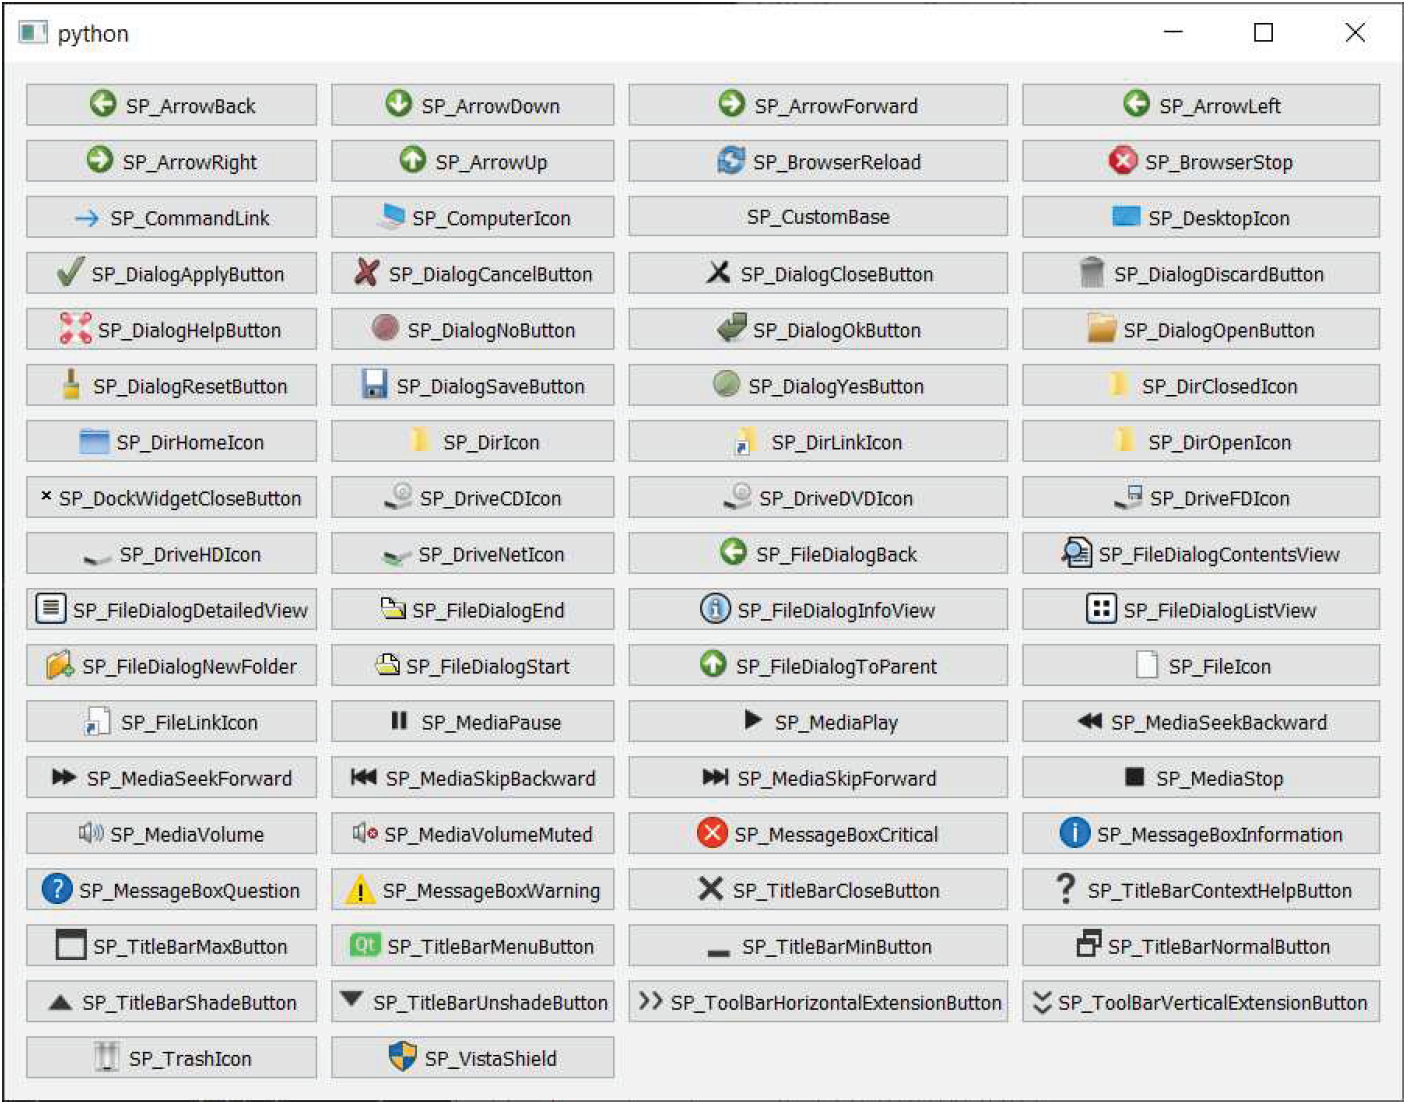 python
SP_ArrowBack SP_ArrowDown SP_ArrowForward SP_ArrowLeft
SP_ArrowRight SP_ArrowUp SP_BrowserReload SP_BrowserStop
SP_CommandLink SP_ComputerIcon SP_CustomBase SP_DesktopIcon
SP_DialogApplyButton SP_DialogCancelButton SP_DialogCloseButton SP_DialogDiscardButton
SP_DialogHelpButton SP_DialogNoButton SP_DialogOkButton SP_DialogOpenButton
SP_DialogResetButton SP_DialogSaveButton SP_DialogYesButton SP_DirClosedIcon
SP_DirHomeIcon SP_DirIcon SP_DirLinkIcon SP_DirOpenIcon
SP_DockWidgetCloseButton SP_DriveCDIcon SP_DriveDVDIcon SP_DriveFDIcon
SP_DriveHDIcon SP_DriveNetIcon SP_FileDialogBack SP_FileDialogContentsView
SP_FileDialogDetailedView SP_FileDialogEnd SP_FileDialogInfoView SP_FileDialogListView
SP_FileDialogNewFolder SP_FileDialogStart SP_FileDialogToParent SP_FileIcon
SP_FileLinkIcon SP_MediaPause SP_MediaPlay SP_MediaSeekBackward
SP_MediaSeekForward SP_MediaSkipBackward SP_MediaSkipForward SP_MediaStop
SP_MediaVolume SP_MediaVolumeMuted SP_MessageBoxCritical SP_MessageBoxInformation
SP_MessageBoxQuestion SP_MessageBoxWarning SP_TitleBarCloseButton SP_TitleBarContextHelpButton
SP_TitleBarMaxButton Qt SP_TitleBarMenuButton SP_TitleBarMinButton SP_TitleBarNormalButton
SP_TitleBarShadeButton SP_TitleBarUnshadeButton SP_ToolBarHorizontalExtensionButton SP_ToolBarVerticalExtensionButton
SP_TrashIcon SP_VistaShield